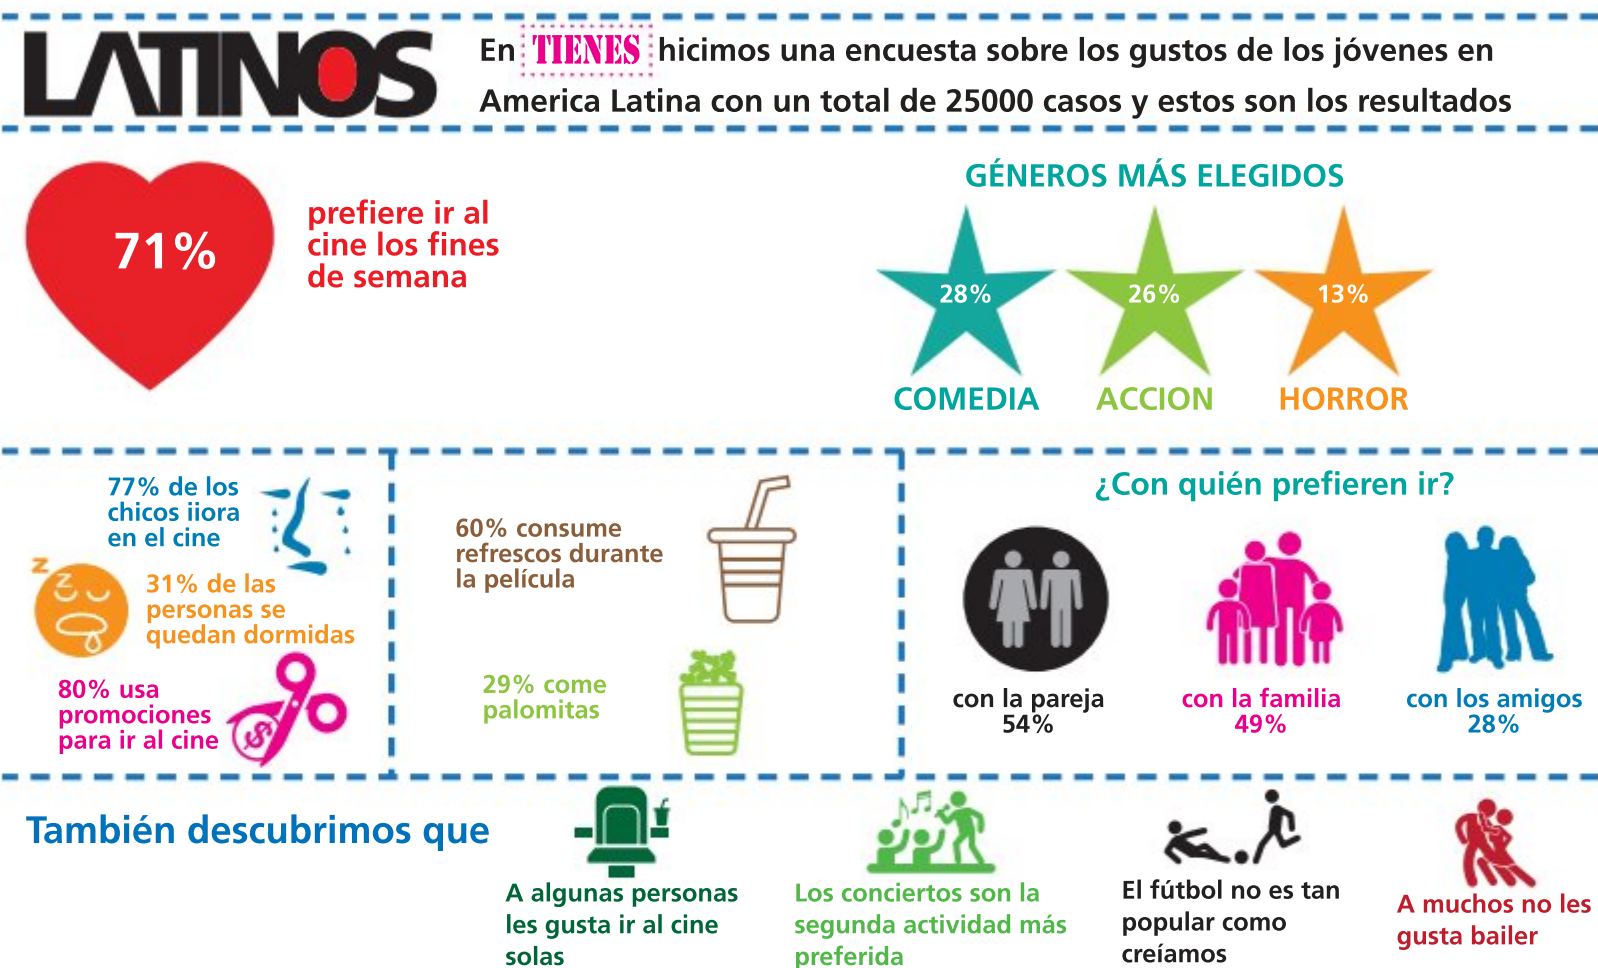 LATINOS
En TIENES hicimos una encuesta sobre los gustos de los jóvenes en
America Latina con un total de 25000 casos y estos son los resultados
71%
prefiere ir al
cine los fines
de semana
GÉNEROS MÁS ELEGIDOS
28%
26%
13%
COMEDIA
ACCION
HORROR
77% de los
chicos iiora
en el cine
z z
31% de las
personas se
quedan dormidas
80% usa
promociones
para ir al cine
$
60% consume
refrescos durante
la película
29% come
palomitas
¿Con quién prefieren ir?
con la pareja
54%
con la familia
49%
con los amigos
28%
También descubrimos que
A algunas personas
les gusta ir al cine
solas
Los conciertos son la
segunda actividad más
preferida
El fútbol no es tan
popular como
creíamos
A muchos no les
gusta bailer